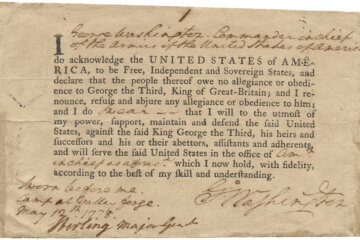 I George Washington Commander in chief
of the Armies of the United States of America
do acknowledge the UNITED STATES of AME-
RICA, to be Free, Independent and Sovereign States, and
declare that the people thereof owe no allegiance or obedi-
ence to George the Third, King of Great-Britain; and I re-
nounce, refuse and abjure any allegiance or obedience to him;
and I do swear that I will to the utmost of
my power, support, maintain and defend the said United
States, against the said King George the Third, his heirs and
successors and his or their abettors, assistants and adherents,
and will serve the said United States in the office of Com
in chief as assures which I now hold, with fidelity,
according to the best of my skill and understanding.
Sworn before me
Camp at Valley Forge
May 12th 1778
GWashington
Stirling Major Genl